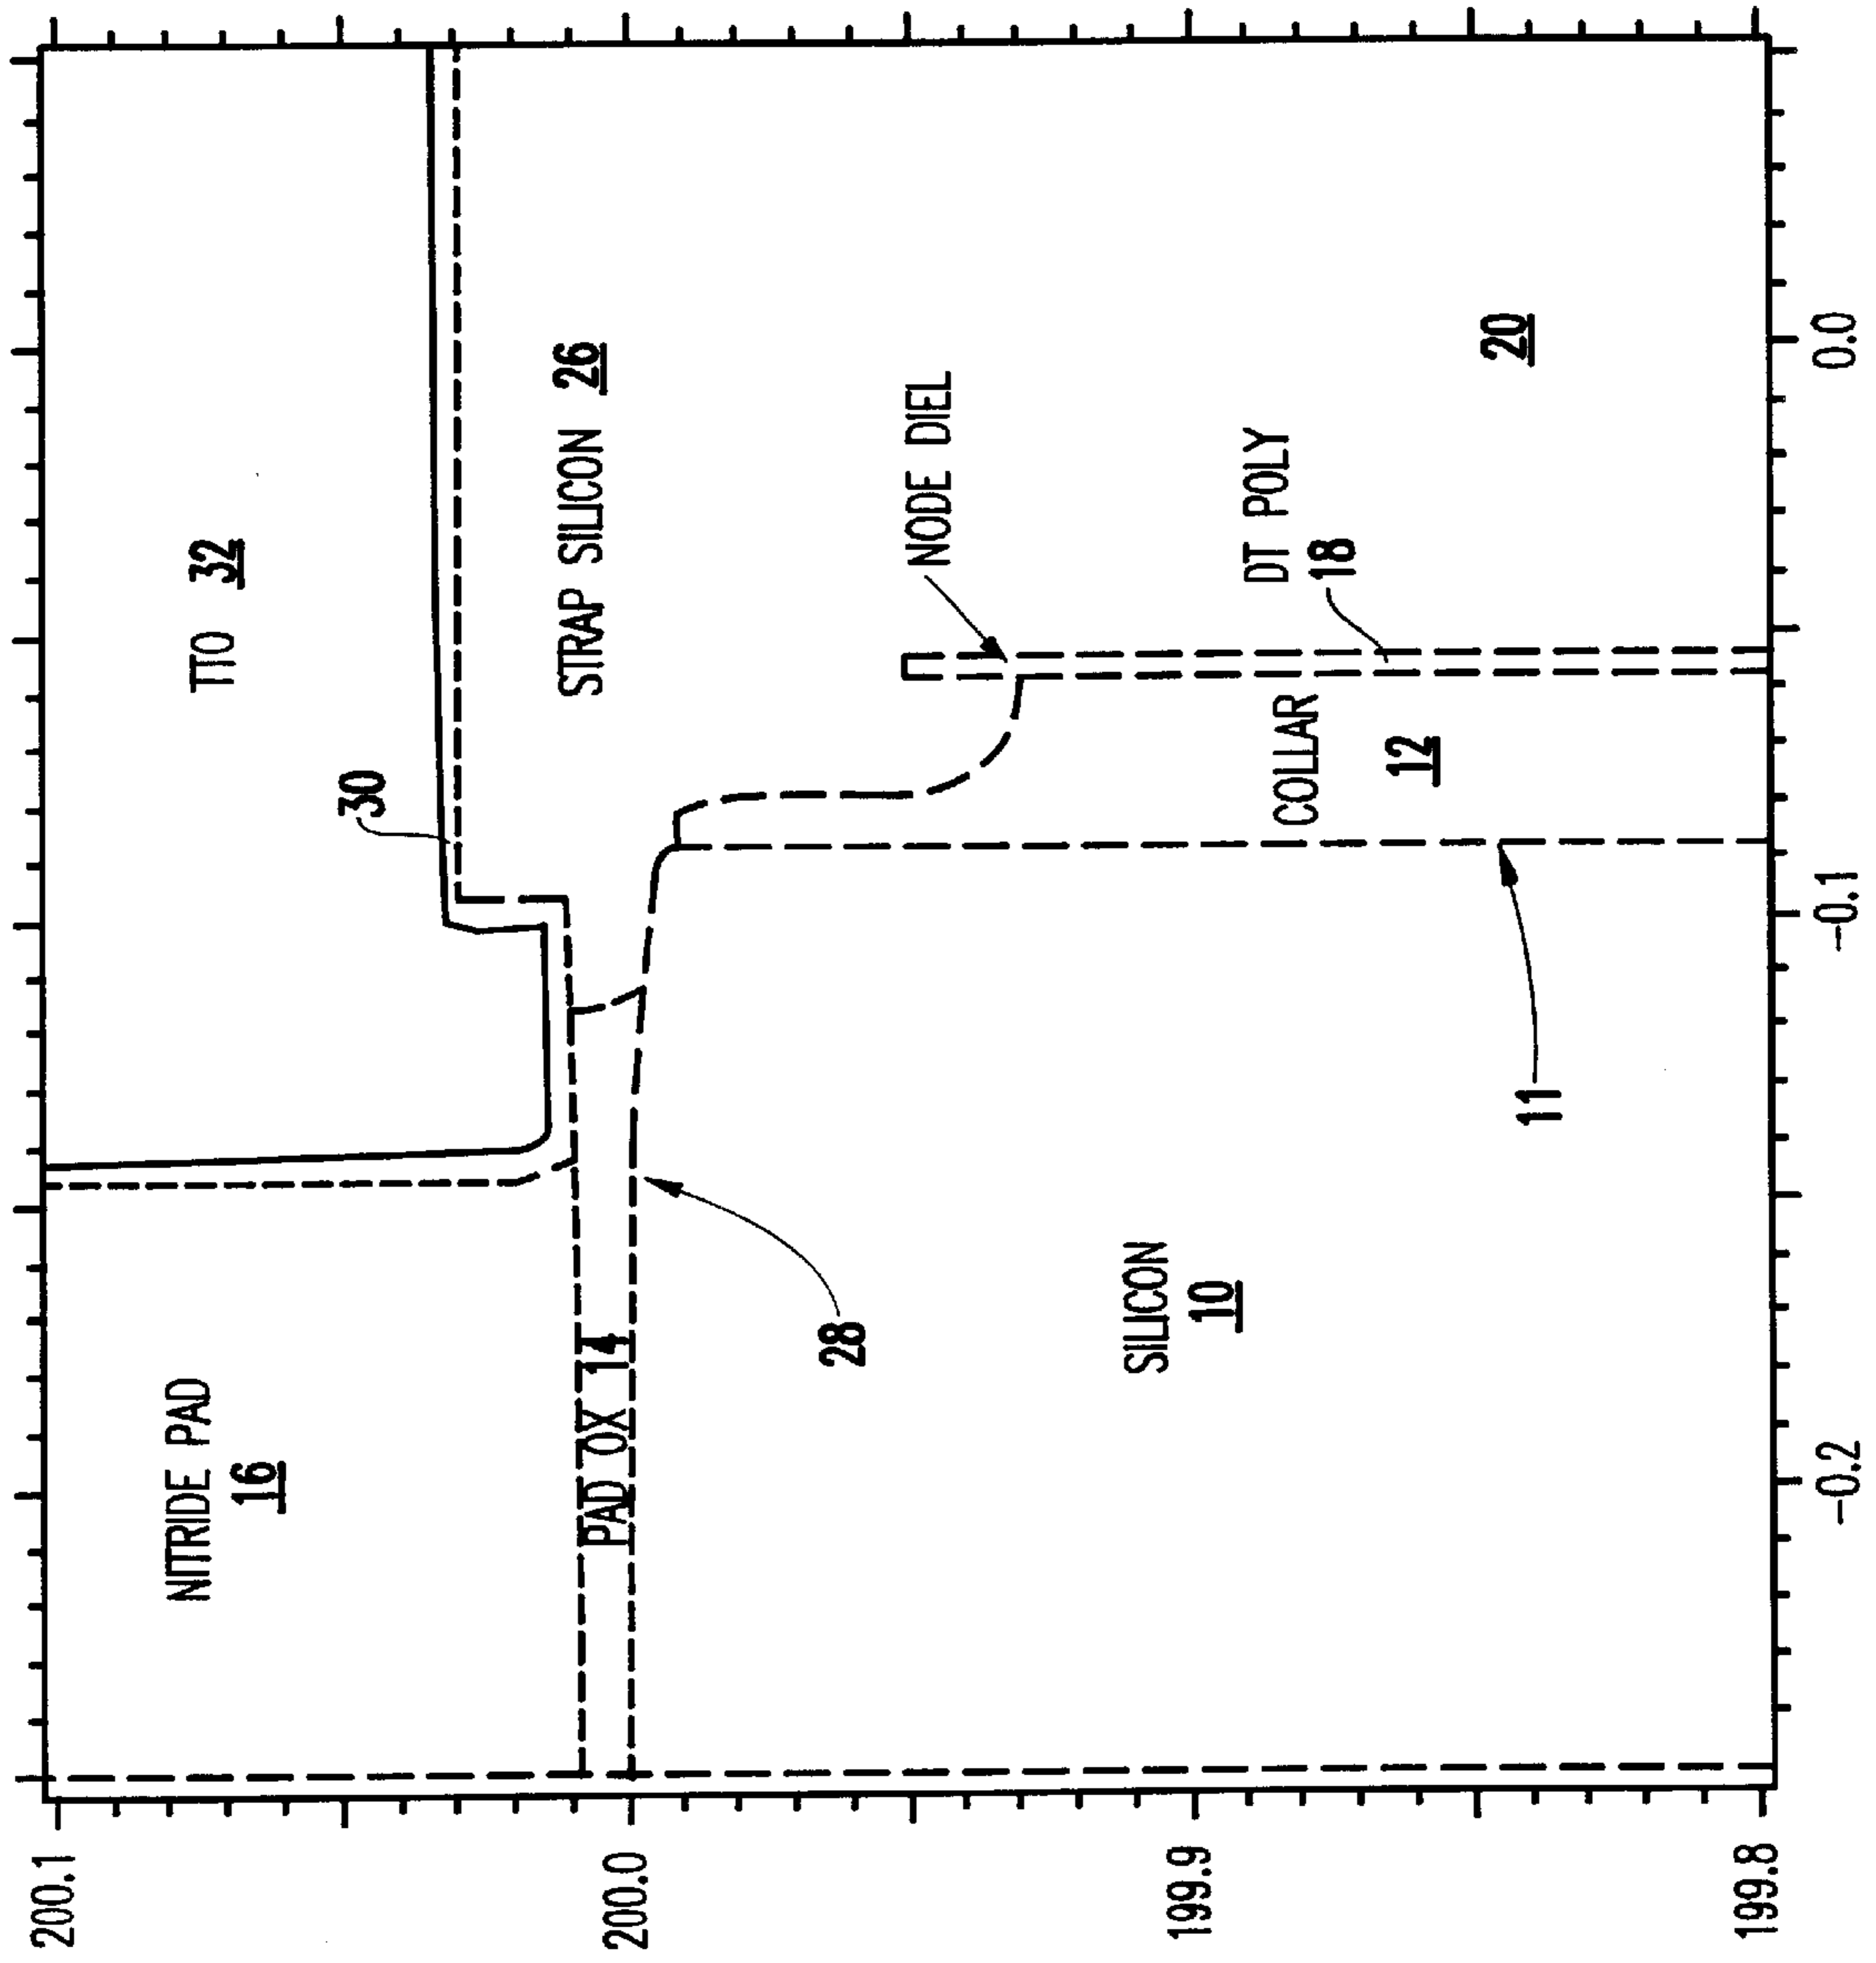 200.1
200.0
199.9
199.8
NITRIDE PAD
16
TTO 32
30
PAD OX 14
STRAP SILICON 26
28
NODE DIEL
SILICON
10
DT POLY
18
COLLAR
12
11
20
-0.2
-0.1
0.0